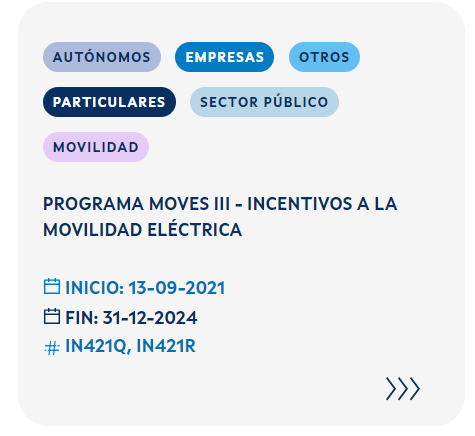 AUTÓNOMOS EMPRESAS OTROS
PARTICULARES SECTOR PÚBLICO
MOVILIDAD
PROGRAMA MOVES III - INCENTIVOS A LA
MOVILIDAD ELÉCTRICA
INICIO: 13-09-2021
FIN: 31-12-2024
# IN421Q, IN421R